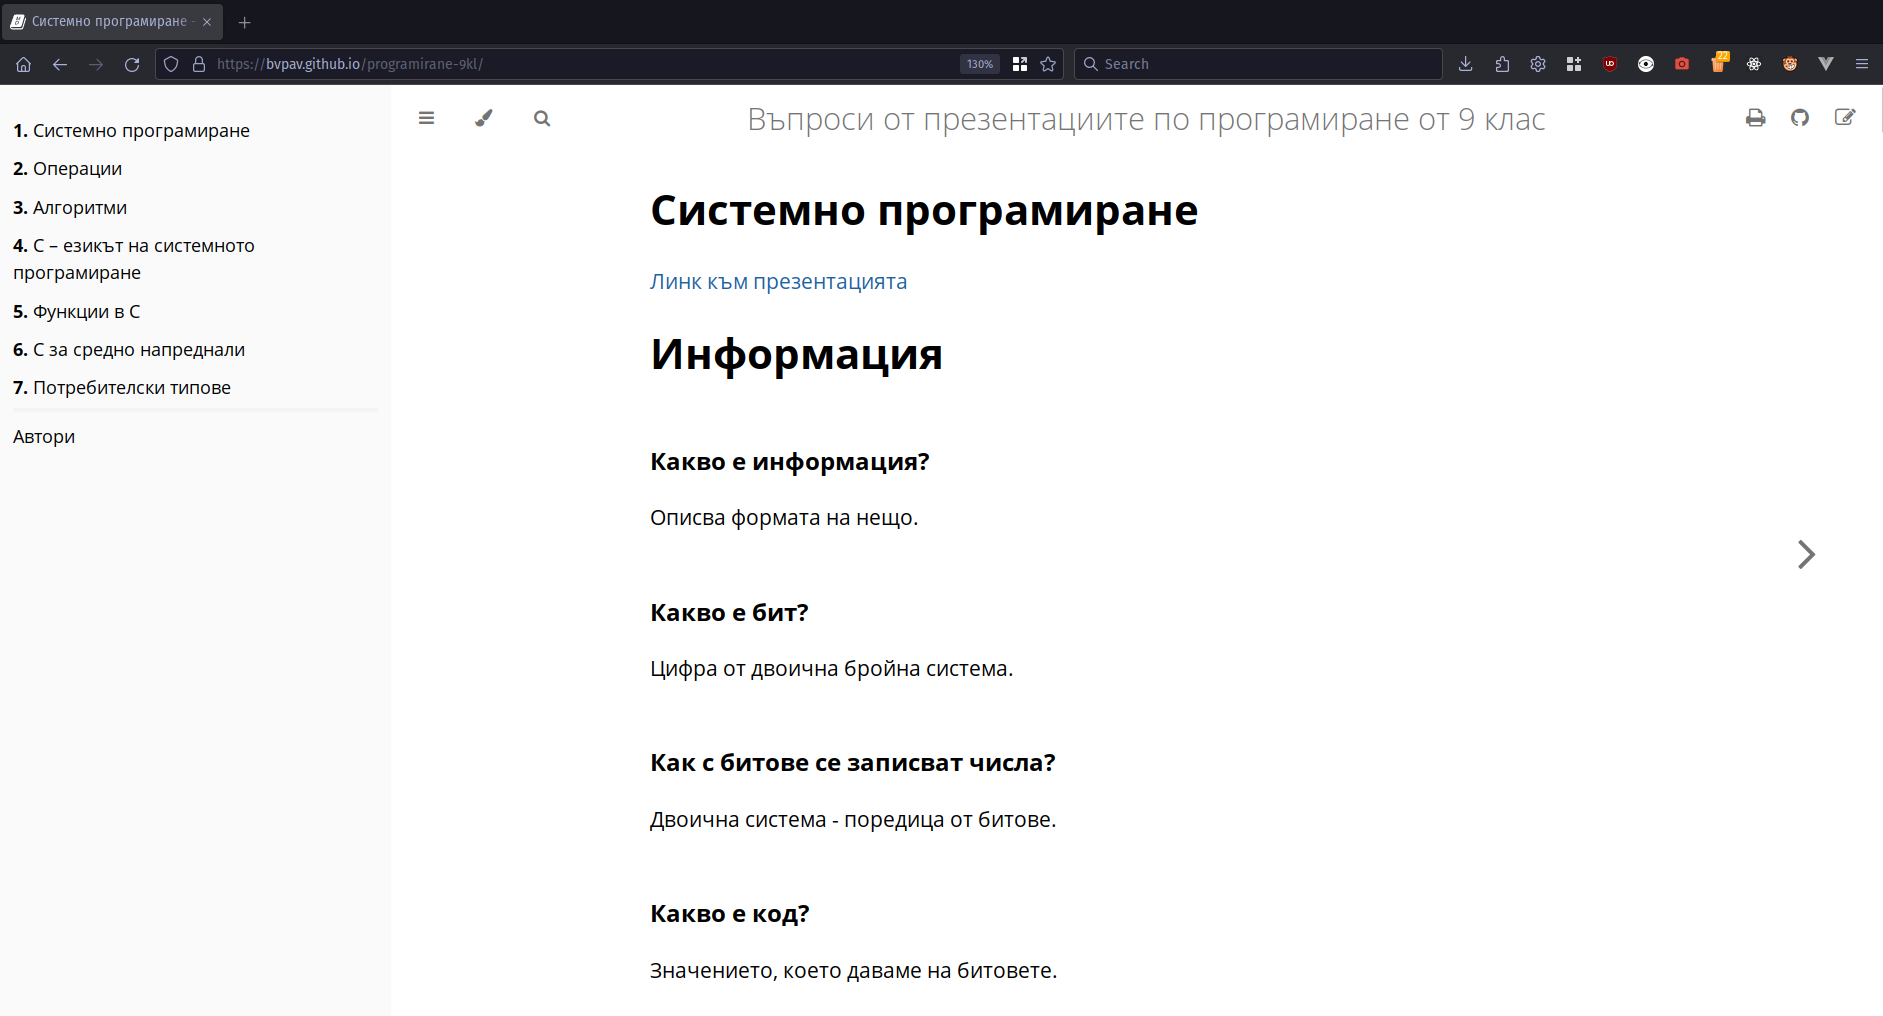 Системно програмиране -
https://bvpav.github.io/programirane-9kl/
130%
Search
22
1. Системно програмиране
2. Операции
3. Алгоритми
4. C – езикът на системното
програмиране
5. Функции в C
6. C за средно напреднали
7. Потребителски типове
Автори
Въпроси от презентациите по програмиране от 9 клас
Системно програмиране
Линк към презентацията
Информация
Какво е информация?
Описва формата на нещо.
Какво е бит?
Цифра от двоична бройна система.
Как с битове се записват числа?
Двоична система - поредица от битове.
Какво е код?
Значението, което даваме на битовете.